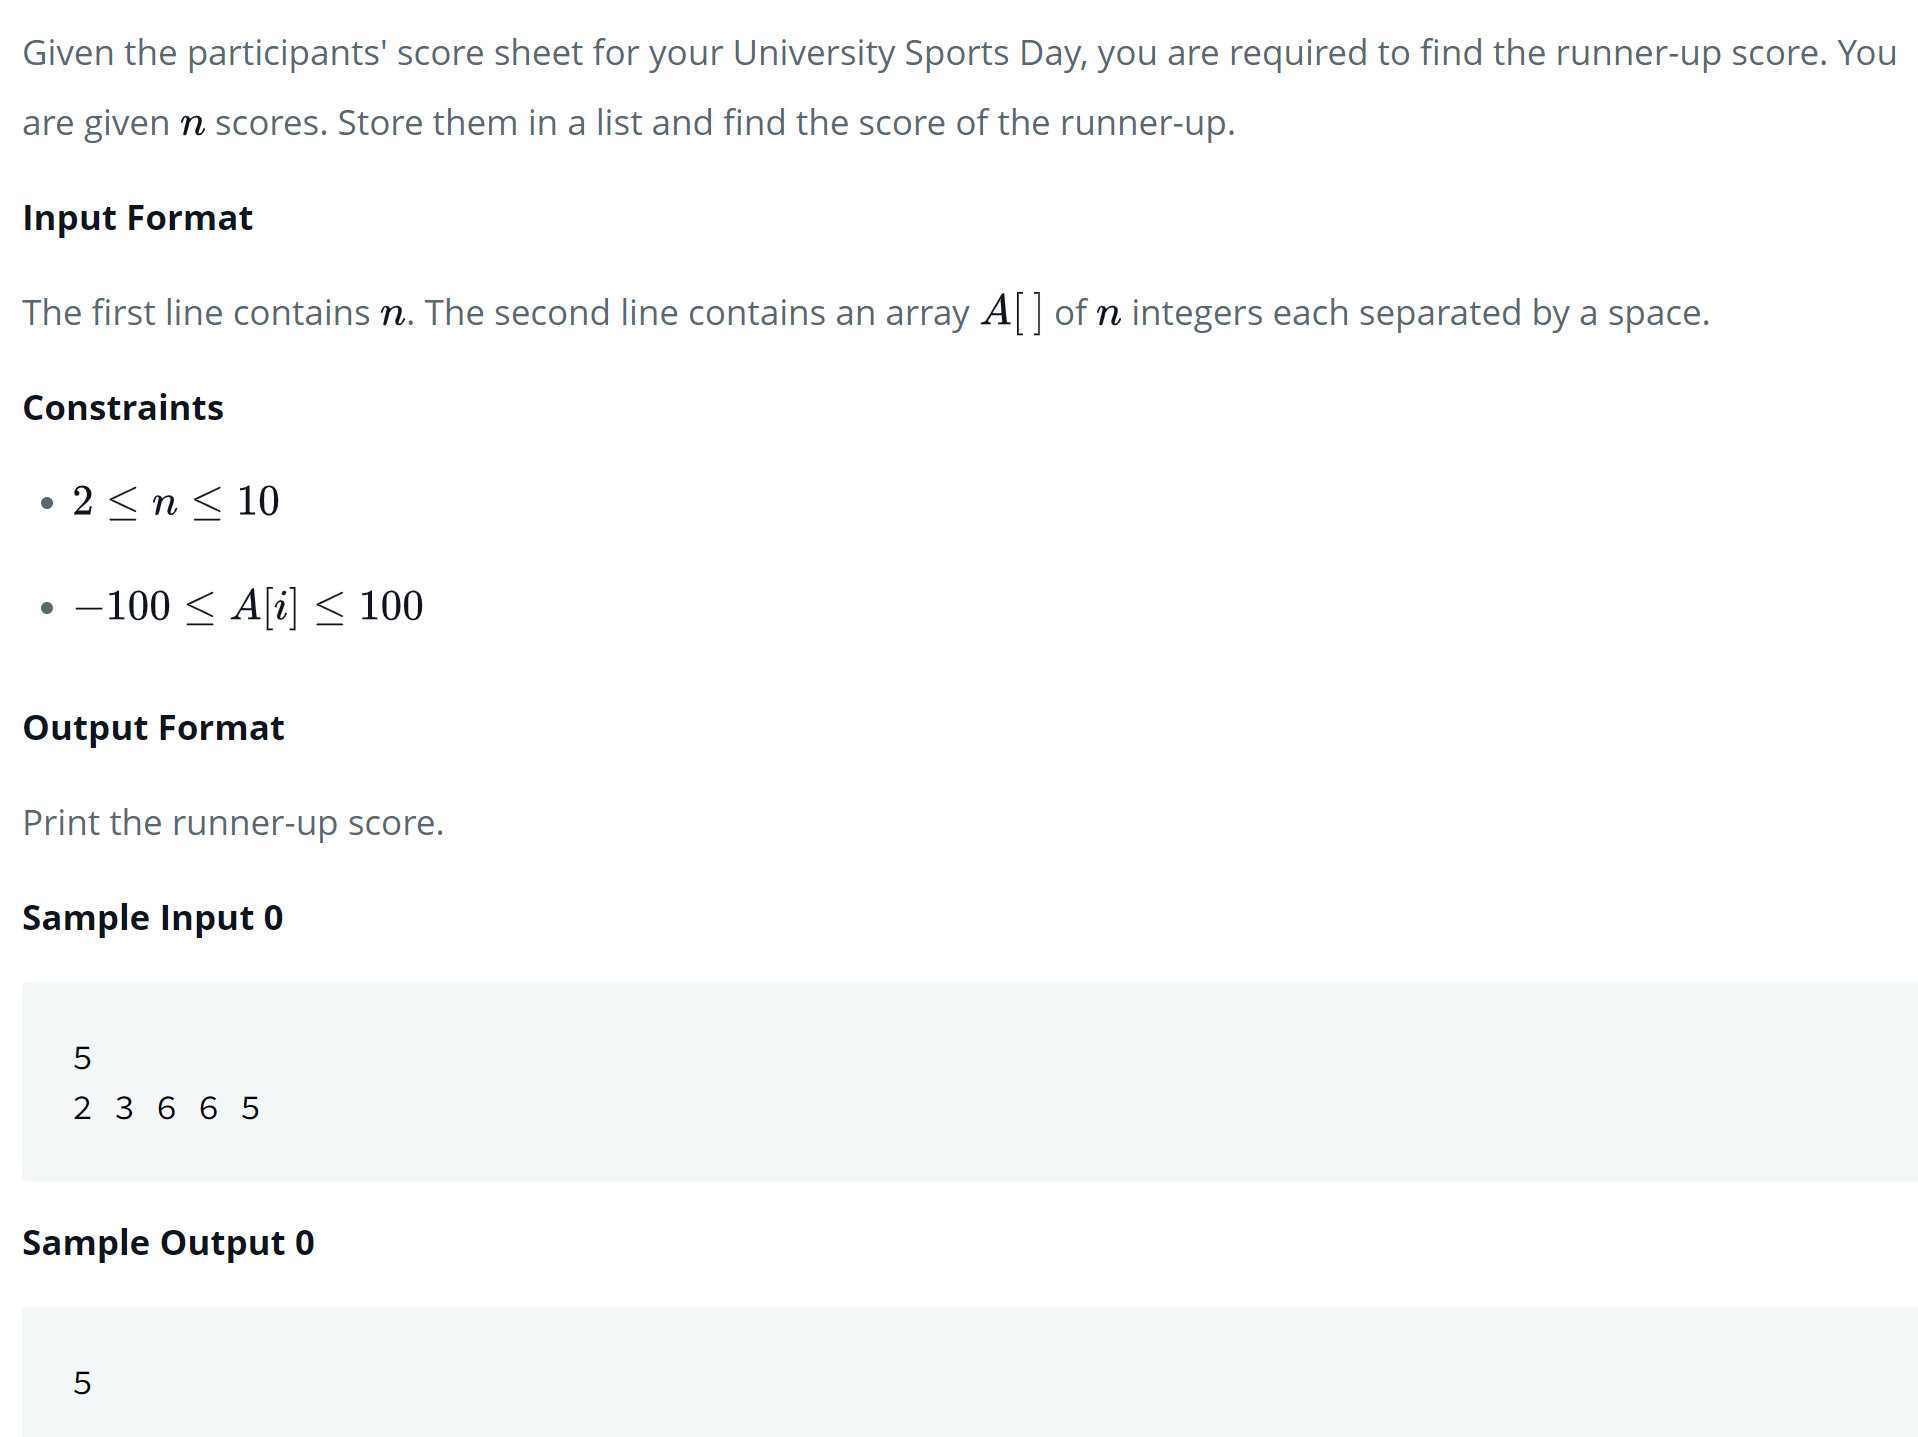 Given the participants' score sheet for your University Sports Day, you are required to find the runner-up score. You
are given n scores. Store them in a list and find the score of the runner-up.
Input Format
The first line contains n. The second line contains an array A[ ] of n integers each separated by a space.
Constraints
• 2 ≤ n ≤ 10
• −100 ≤ A[i] ≤ 100
Output Format
Print the runner-up score.
Sample Input 0
5
2 3 6 6 5
Sample Output 0
5